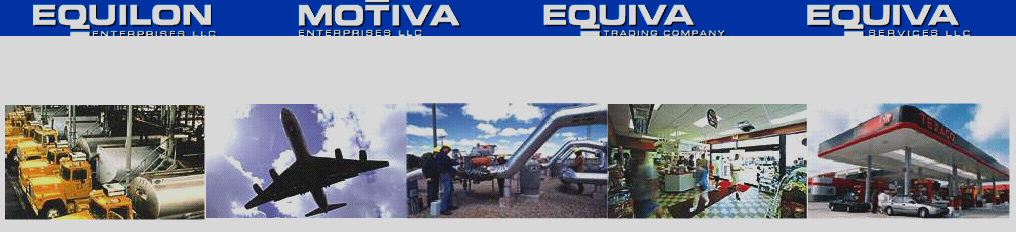 EQUILON MOTIVA EQUIVA EQUIVA
ENTERPRISES LLC ENTERPRISES LLC TRADING COMPANY SERVICES LLC
TEXACO